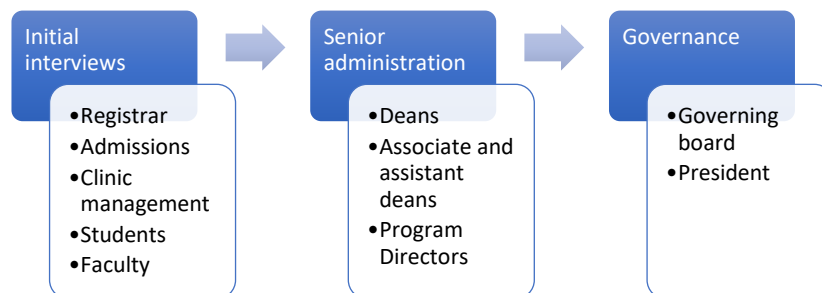 Initial
interviews
•Registrar
•Admissions
•Clinic
management
•Students
•Faculty
Senior
administration
•Deans
•Associate and
assistant
deans
•Program
Directors
Governance
•Governing
board
•President